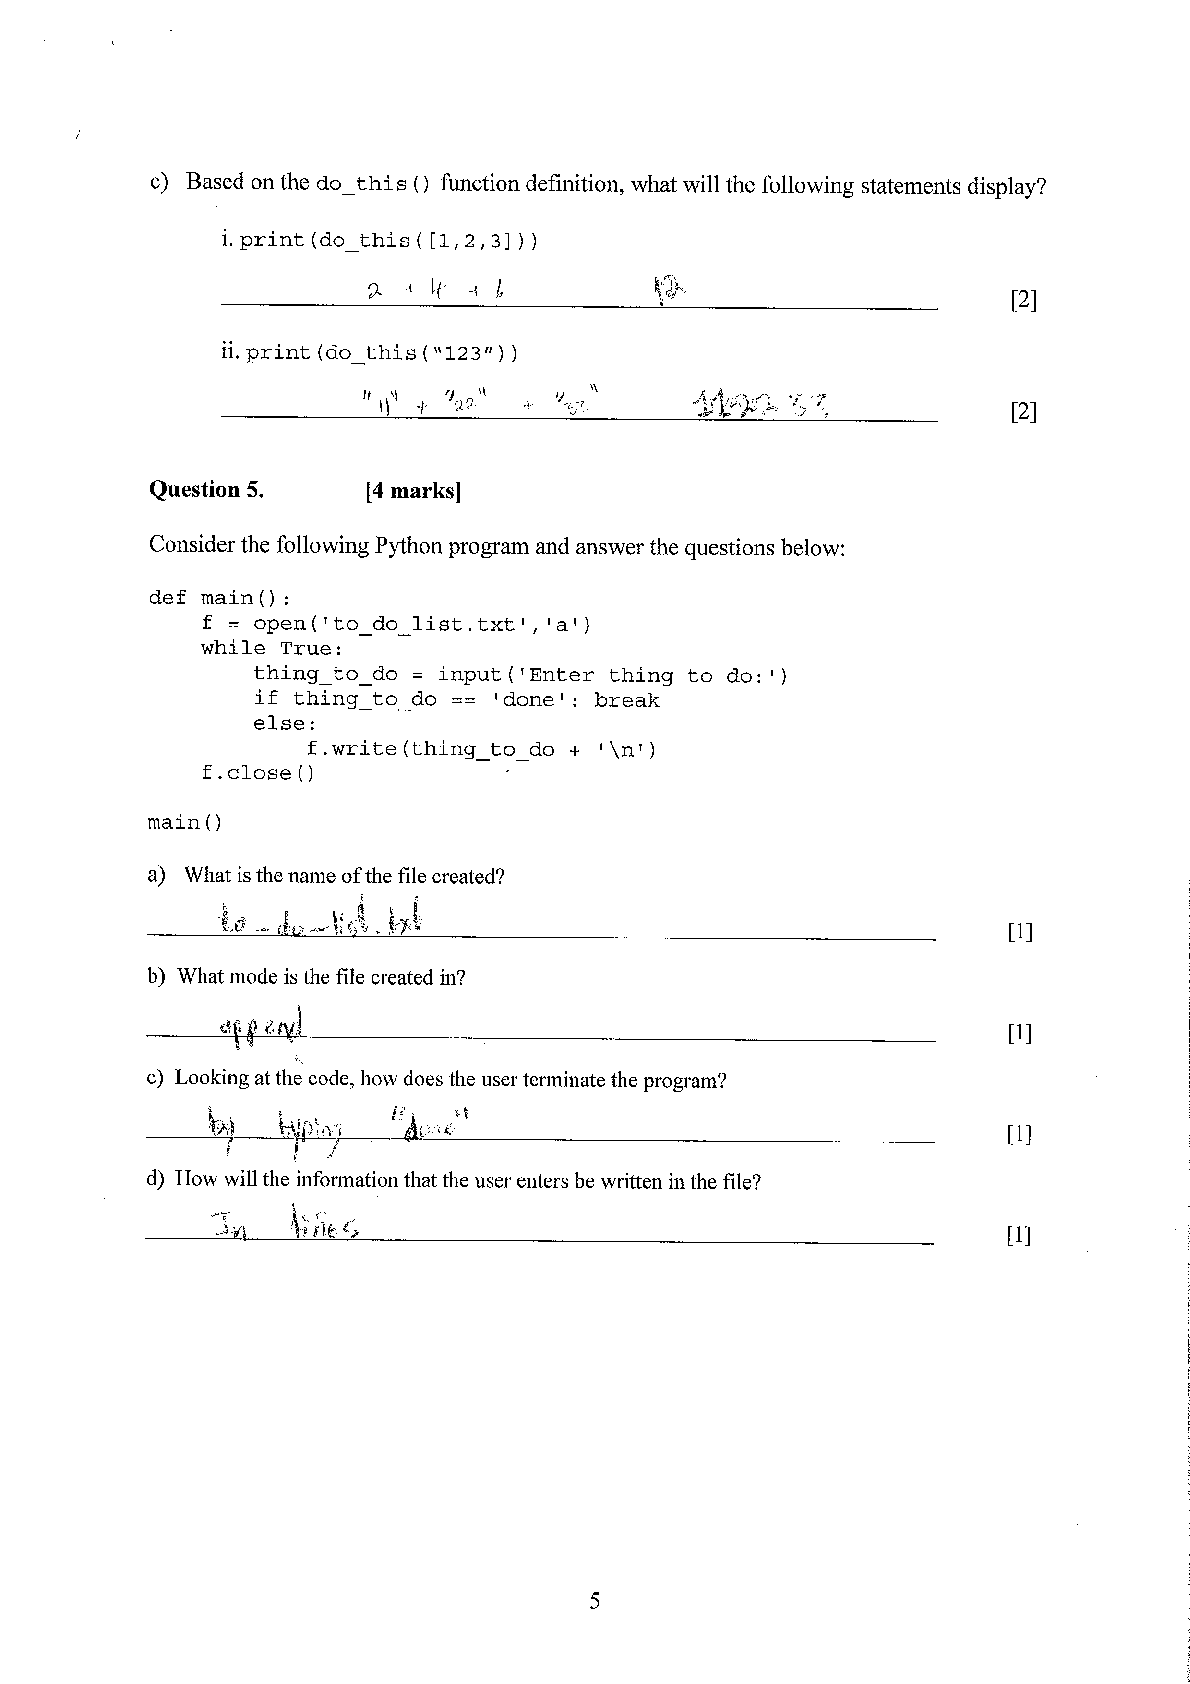 c) Based on the do_this() function definition, what will the following statements display?
i. print(do_this([1,2,3]))
2 + 4 + 6 12
[2]
ii. print(do_this("123"))
"11" + "22" + "33" 112233
[2]
Question 5. [4 marks]
Consider the following Python program and answer the questions below:
def main():
f = open('to_do_list.txt','a')
while True:
thing_to_do = input('Enter thing to do:')
if thing_to_do == 'done': break
else:
f.write(thing_to_do + '\n')
f.close()
main()
a) What is the name of the file created?
to_do_list.txt
[1]
b) What mode is the file created in?
append
[1]
c) Looking at the code, how does the user terminate the program?
by typing "done"
[1]
d) How will the information that the user enters be written in the file?
In lines
[1]
5